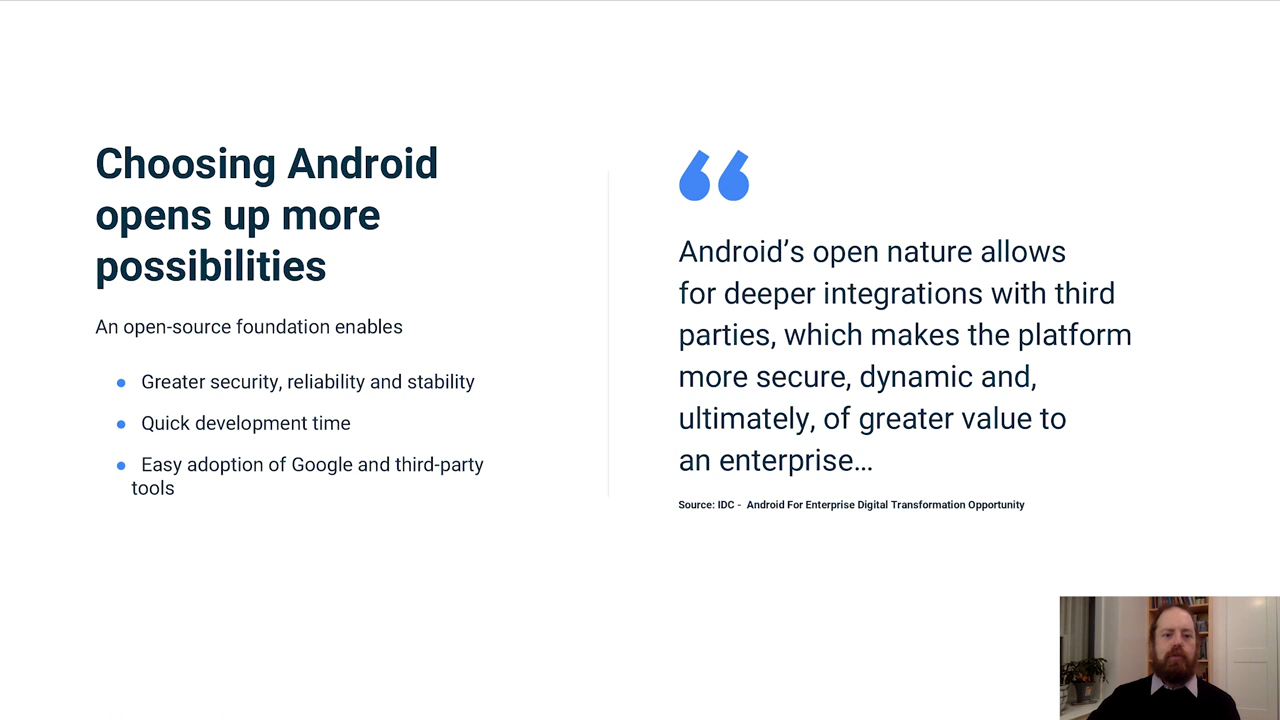 Choosing Android
opens up more
possibilities
An open-source foundation enables
● Greater security, reliability and stability
● Quick development time
● Easy adoption of Google and third-party
tools
“
Android’s open nature allows
for deeper integrations with third
parties, which makes the platform
more secure, dynamic and,
ultimately, of greater value to
an enterprise…
Source: IDC - Android For Enterprise Digital Transformation Opportunity